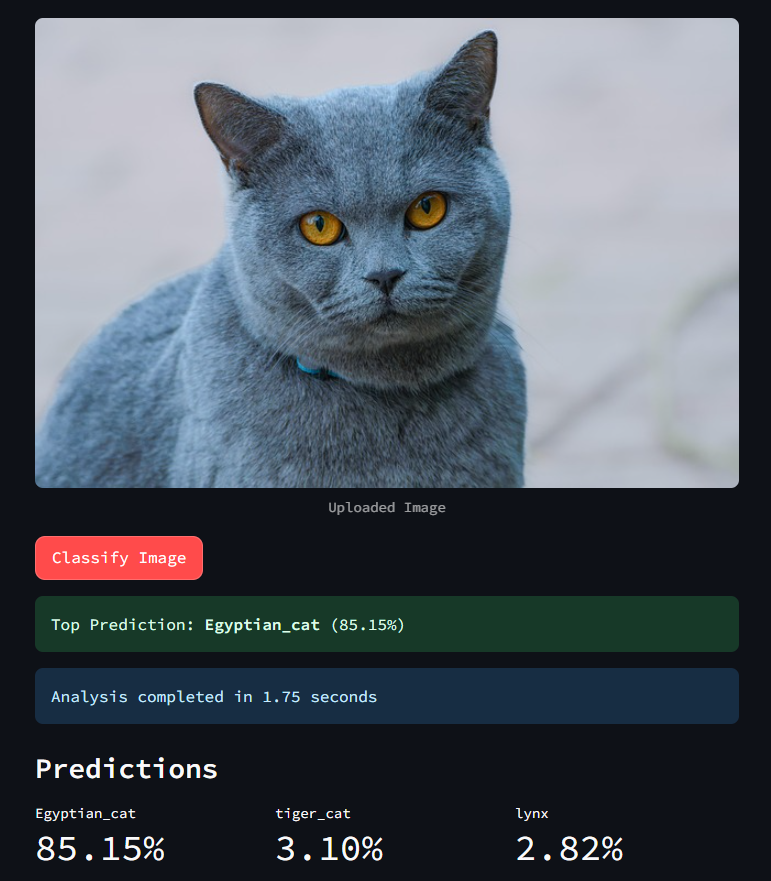 Uploaded Image
Classify Image
Top Prediction: Egyptian_cat (85.15%)
Analysis completed in 1.75 seconds
Predictions
Egyptian_cat tiger_cat lynx
85.15% 3.10% 2.82%